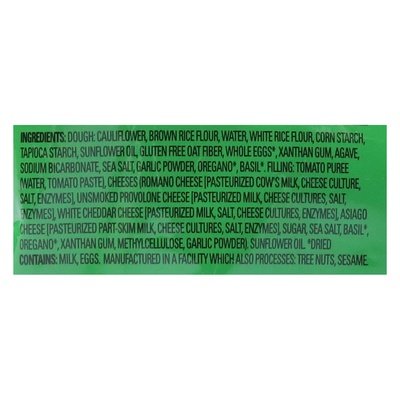 INGREDIENTS: DOUGH: CAULIFLOWER, BROWN RICE FLOUR, WATER, WHITE RICE FLOUR, CORN STARCH,
TAPIOCA STARCH, SUNFLOWER OIL, GLUTEN FREE OAT FIBER, WHOLE EGGS*, XANTHAN GUM, AGAVE,
SODIUM BICARBONATE, SEA SALT, GARLIC POWDER, OREGANO*, BASIL*. FILLING: TOMATO PUREE
(WATER, TOMATO PASTE), CHEESES (ROMANO CHEESE [PASTEURIZED COW'S MILK, CHEESE CULTURE,
SALT, ENZYMES], UNSMOKED PROVOLONE CHEESE [PASTEURIZED MILK, CHEESE CULTURES, SALT,
ENZYMES], WHITE CHEDDAR CHEESE [PASTEURIZED MILK, SALT, CHEESE CULTURES, ENZYMES], ASIAGO
CHEESE [PASTEURIZED PART-SKIM MILK, CHEESE CULTURES, SALT, ENZYMES], SUGAR, SEA SALT, BASIL*,
OREGANO*, XANTHAN GUM, METHYLCELLULOSE, GARLIC POWDER). SUNFLOWER OIL. *DRIED
CONTAINS: MILK, EGGS. MANUFACTURED IN A FACILITY WHICH ALSO PROCESSES: TREE NUTS, SESAME.